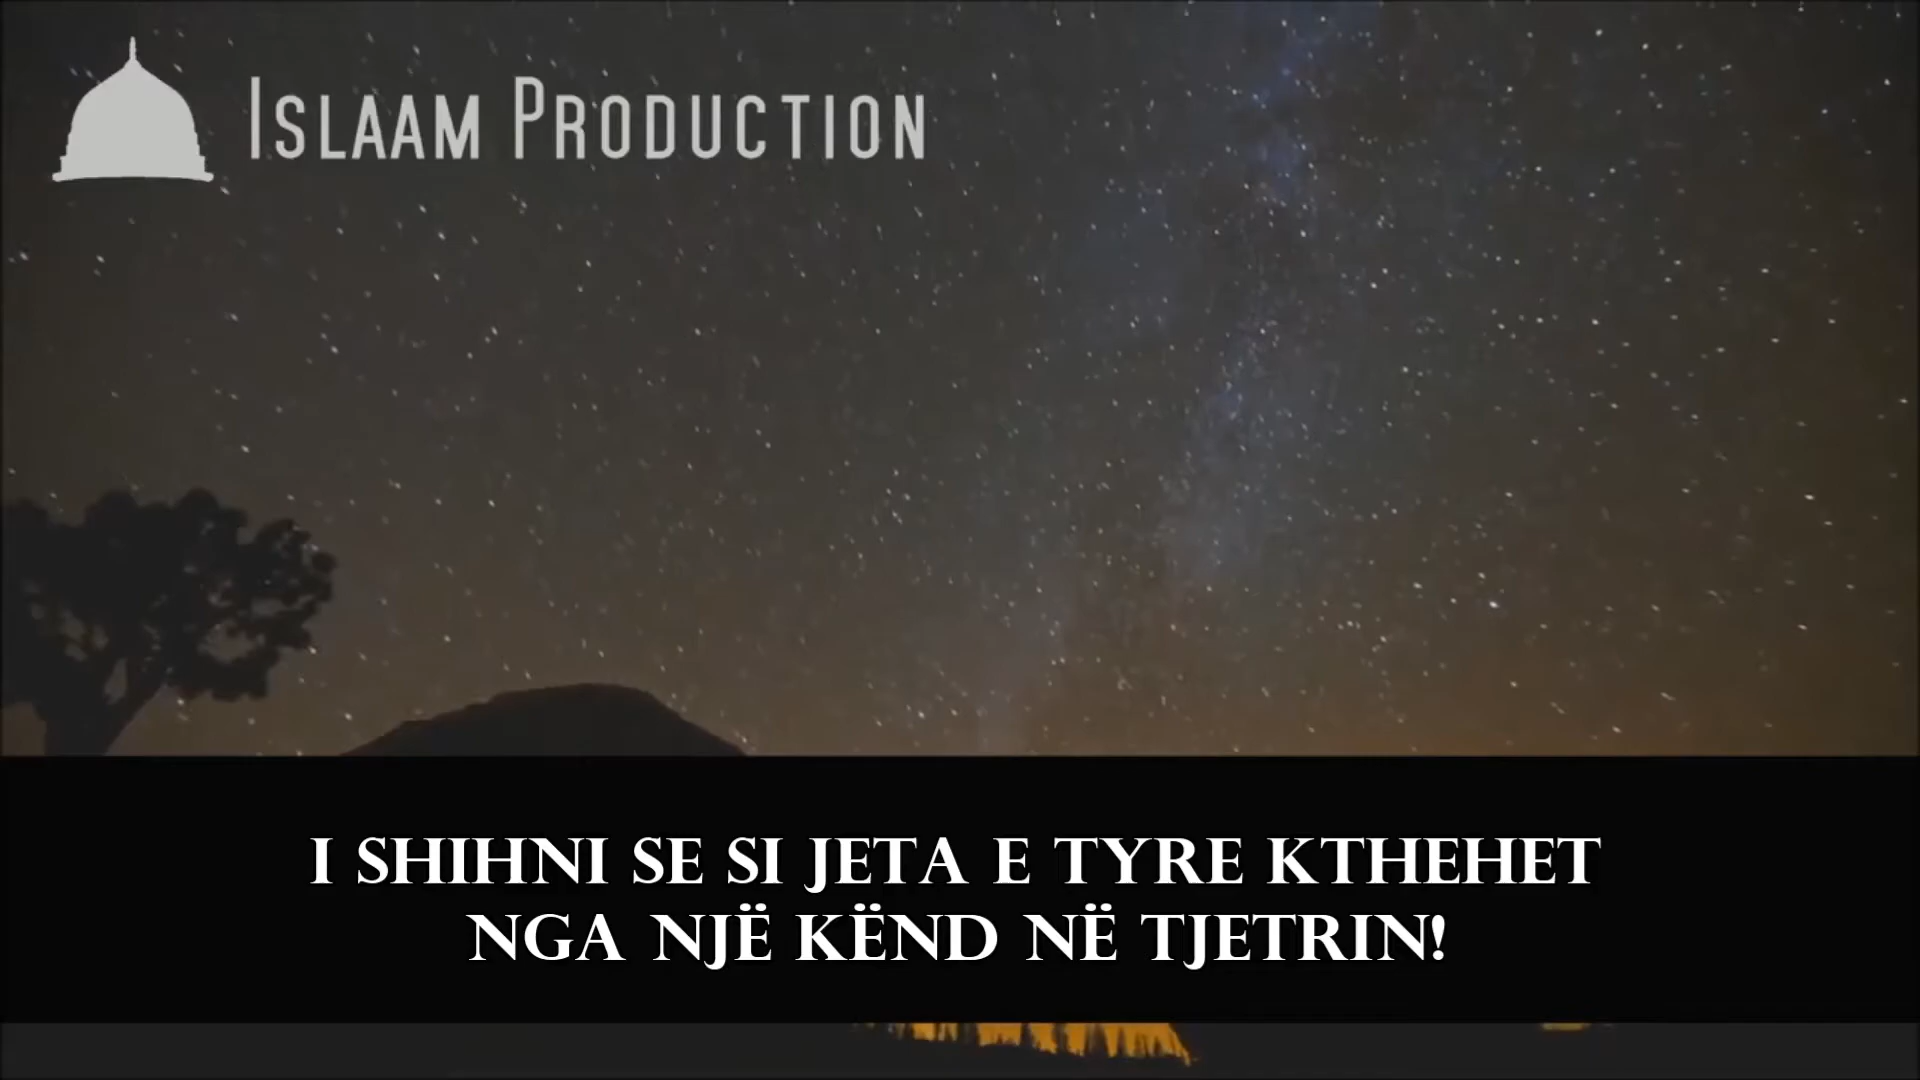 ISLAAM PRODUCTION
I SHIHNI SE SI JETA E TYRE KTHEHET
NGA NJË KËND NË TJETRIN!